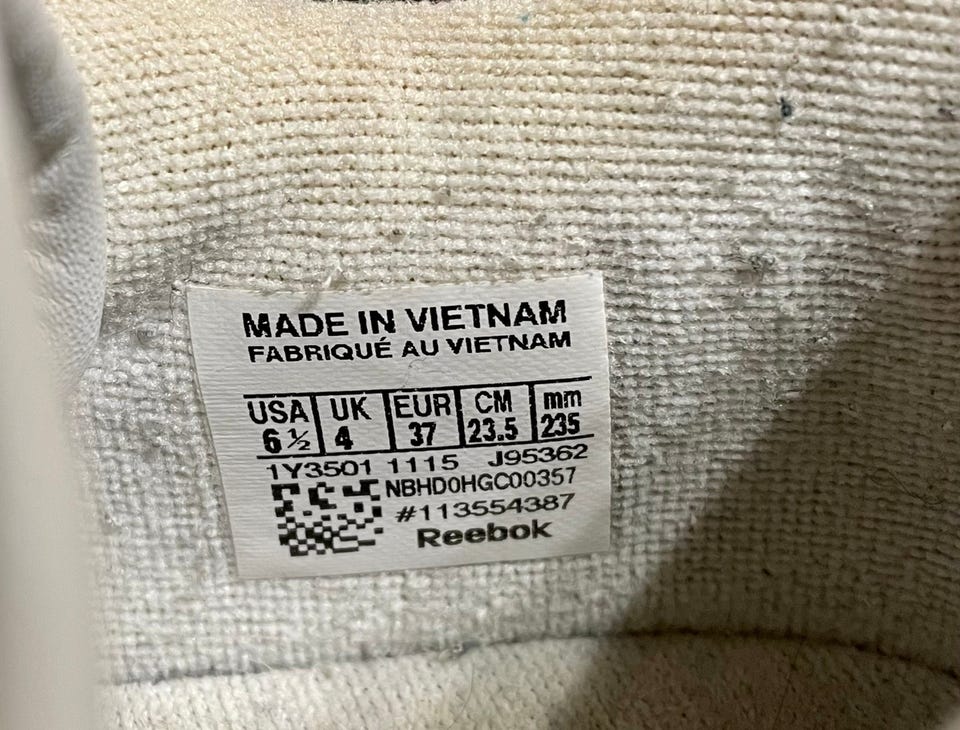 MADE IN VIETNAM
FABRIQUÉ AU VIETNAM
USA UK EUR CM mm
6 ½ 4 37 23.5 235
1Y3501 1115 J95362
NBHD0HGC00357
#113554387
Reebok